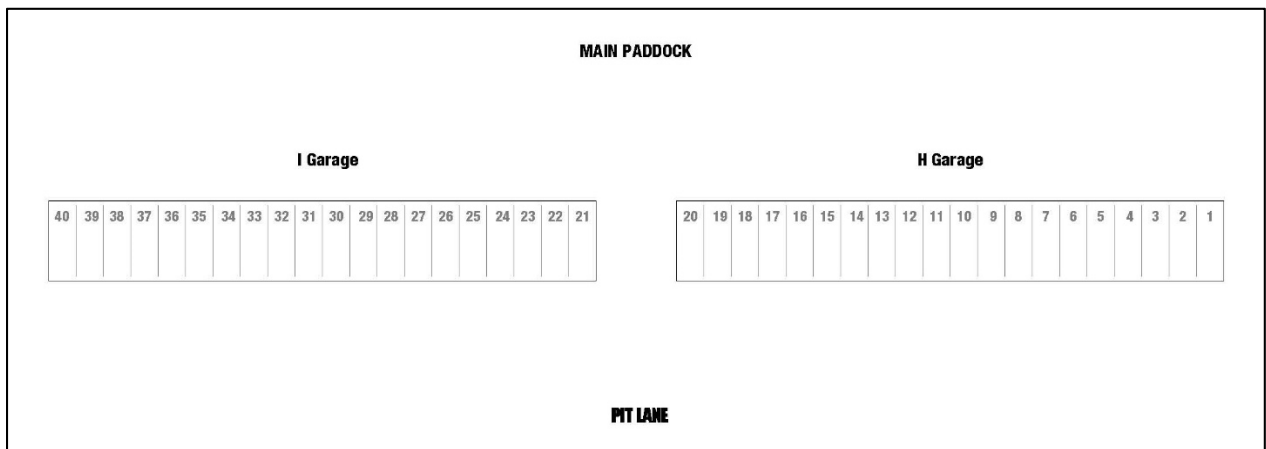 MAIN PADDOCK
I Garage
H Garage
40 39 38 37 36 35 34 33 32 31 30 29 28 27 26 25 24 23 22 21
20 19 18 17 16 15 14 13 12 11 10 9 8 7 6 5 4 3 2 1
PIT LANE